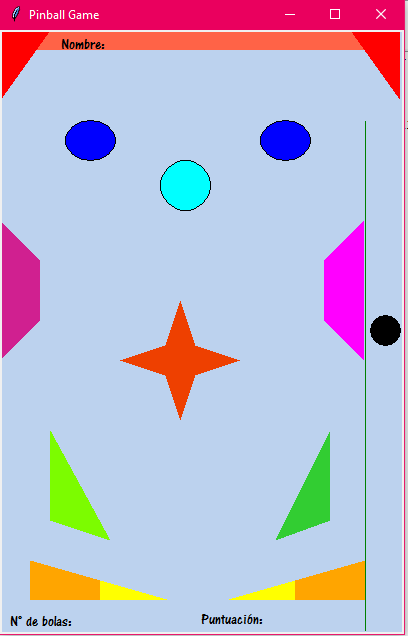 Pinball Game
Nombre:
N° de bolas:
Puntuación: